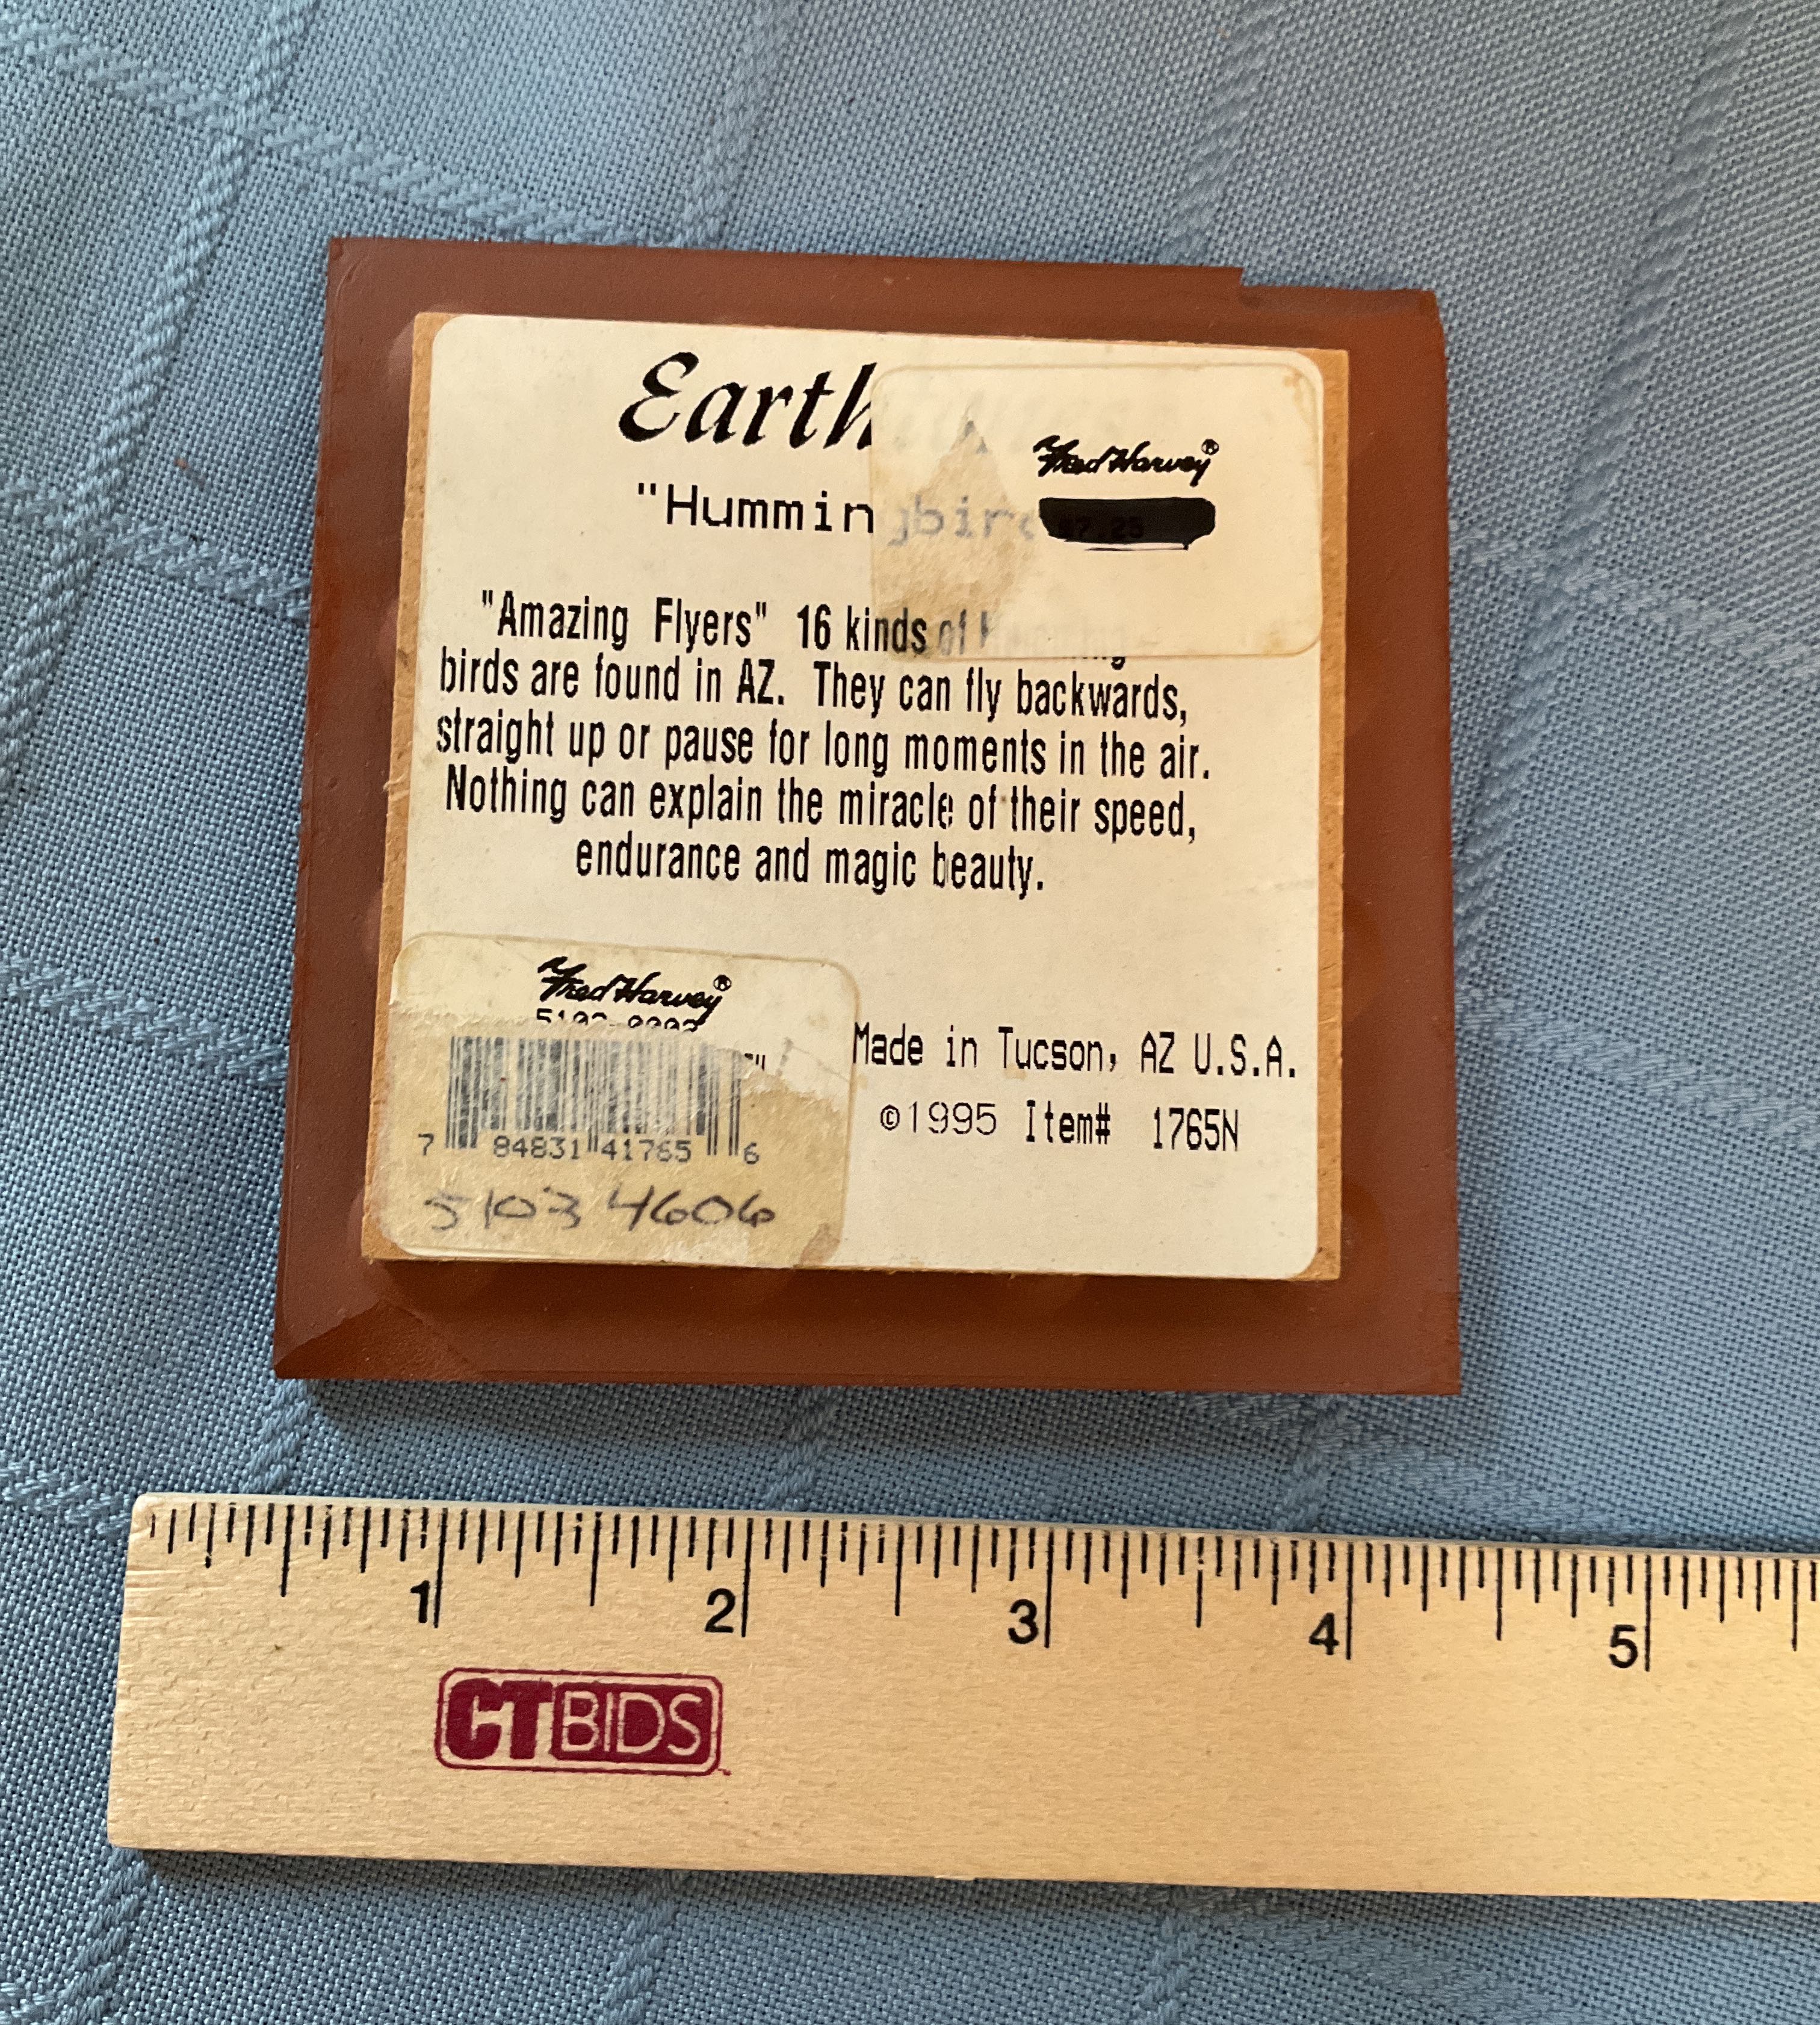 Earth
Fred Harvey®
"Hummingbird
"Amazing Flyers" 16 kinds of Humming-
birds are found in AZ. They can fly backwards,
straight up or pause for long moments in the air.
Nothing can explain the miracle of their speed,
endurance and magic beauty.
Fred Harvey®
7 84831 41765 6
5103 4606
Made in Tucson, AZ U.S.A.
©1995 Item# 1765N
1 2 3 4 5
CTBIDS